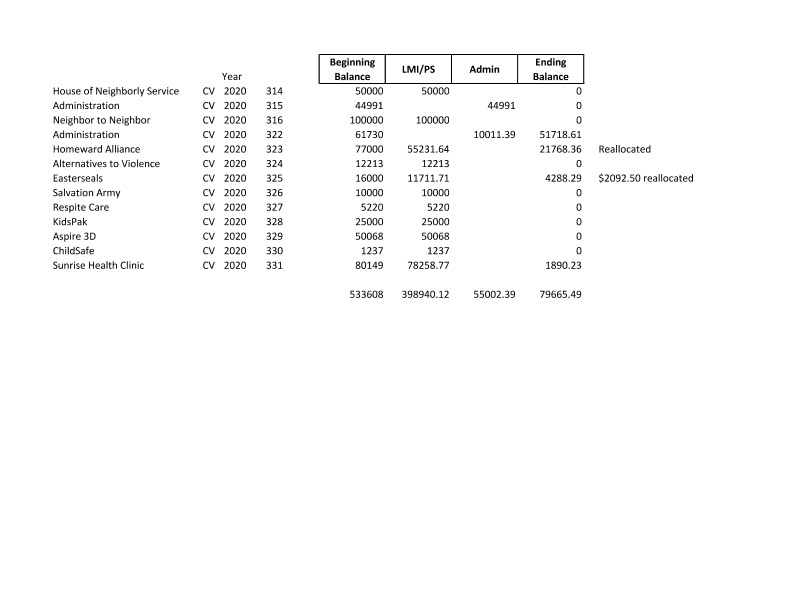 Beginning Ending
LMI/PS Admin
Year Balance Balance
House of Neighborly Service CV 2020 314 50000 50000 0
Administration CV 2020 315 44991 44991 0
Neighbor to Neighbor CV 2020 316 100000 100000 0
Administration CV 2020 322 61730 10011.39 51718.61
Homeward Alliance CV 2020 323 77000 55231.64 21768.36 Reallocated
Alternatives to Violence CV 2020 324 12213 12213 0
Easterseals CV 2020 325 16000 11711.71 4288.29 $2092.50 reallocated
Salvation Army CV 2020 326 10000 10000 0
Respite Care CV 2020 327 5220 5220 0
KidsPak CV 2020 328 25000 25000 0
Aspire 3D CV 2020 329 50068 50068 0
ChildSafe CV 2020 330 1237 1237 0
Sunrise Health Clinic CV 2020 331 80149 78258.77 1890.23
533608 398940.12 55002.39 79665.49